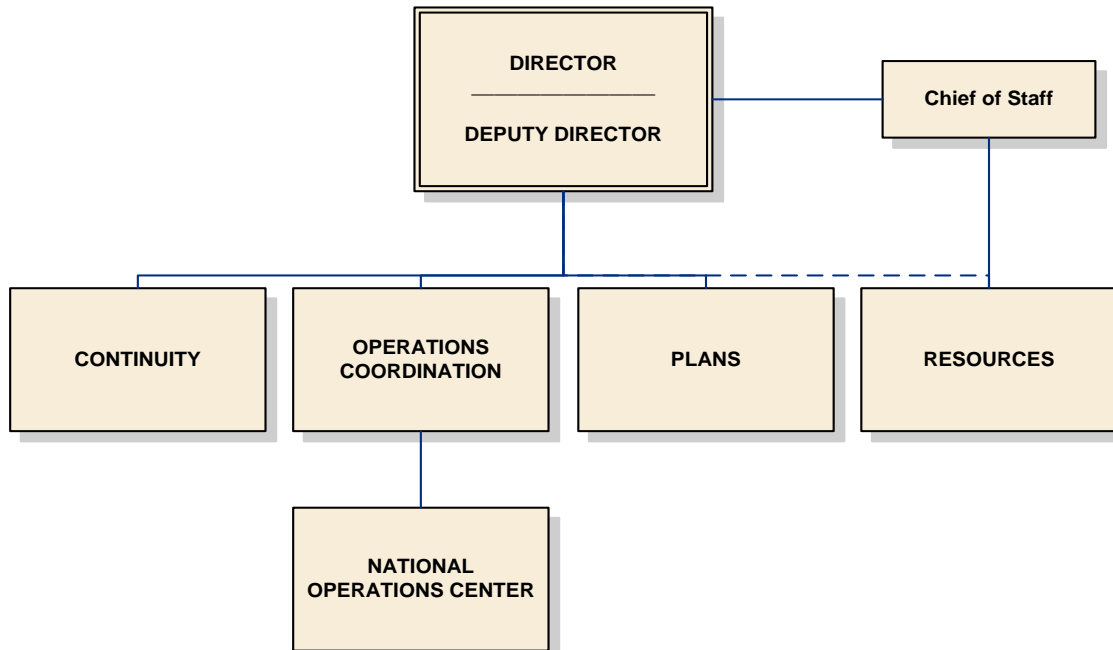 DIRECTOR
DEPUTY DIRECTOR
Chief of Staff
CONTINUITY
OPERATIONS
COORDINATION
PLANS
RESOURCES
NATIONAL
OPERATIONS CENTER